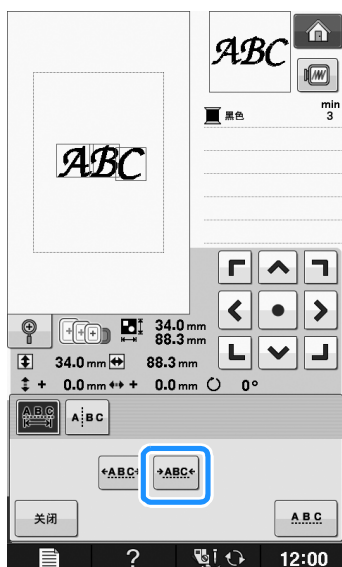 ABC
黑色
min
3
ABC
34.0 mm
88.3 mm
34.0 mm 88.3 mm
+ 0.0 mm + 0.0 mm 0°
ABC A BC
ABC ABC
关闭 ABC
? 12:00